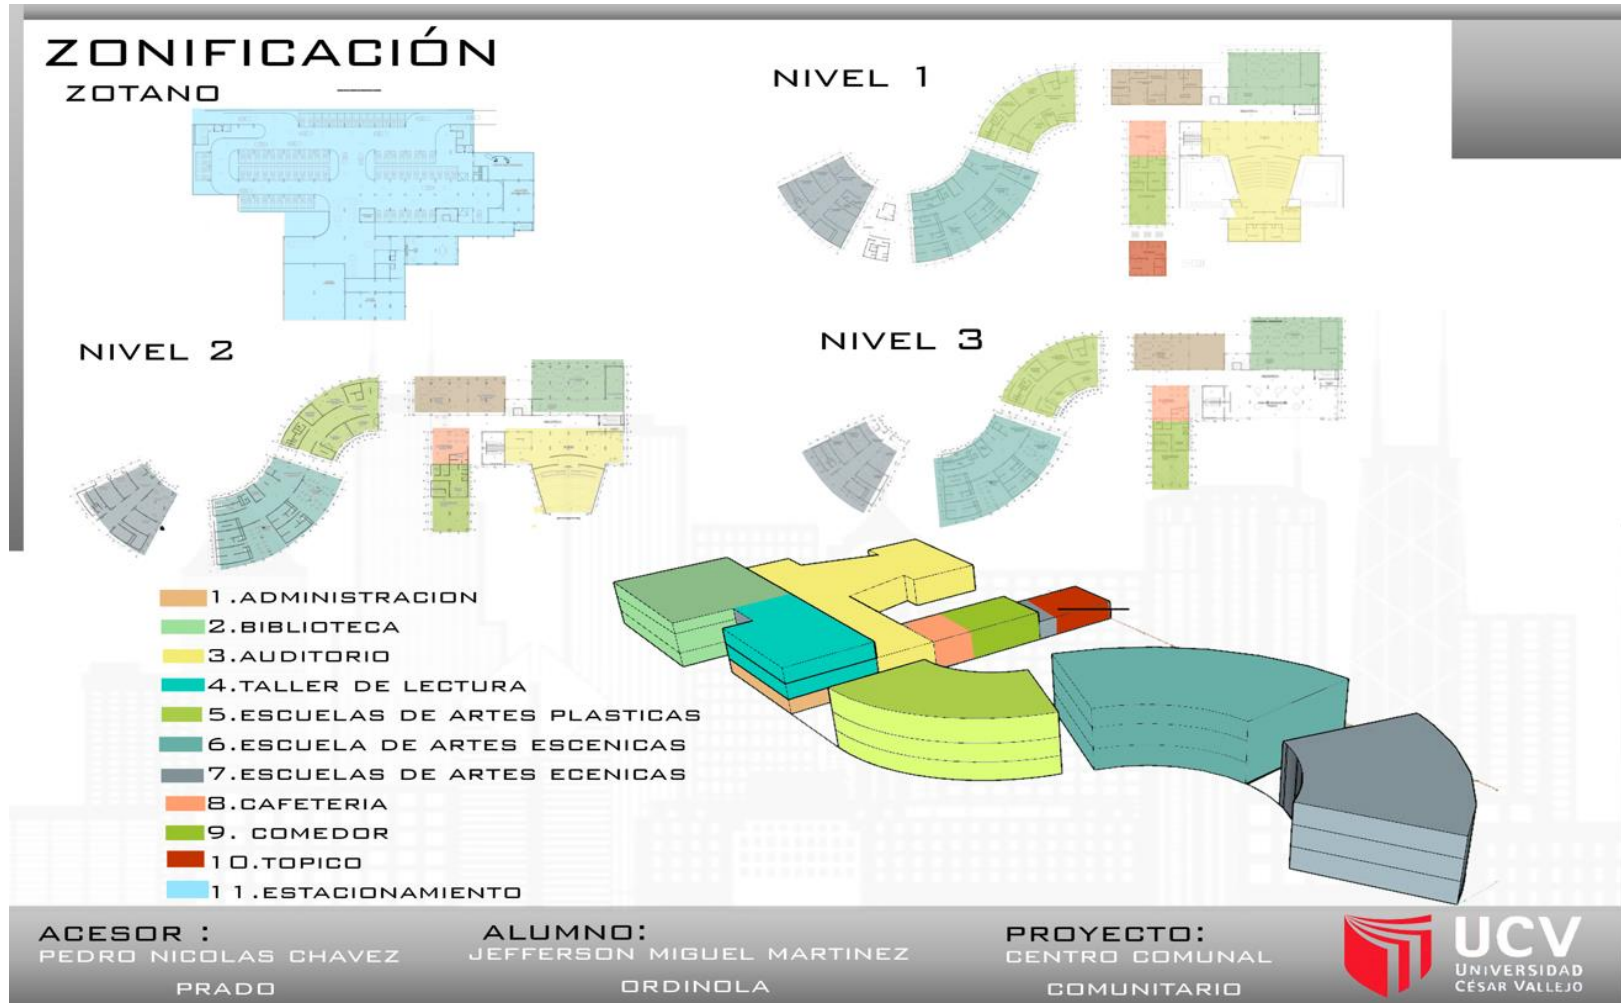 ZONIFICACIÓN
ZOTANO
NIVEL 1
NIVEL 2
NIVEL 3
1.ADMINISTRACION
2.BIBLIOTECA
3.AUDITORIO
4.TALLER DE LECTURA
5.ESCUELAS DE ARTES PLASTICAS
6.ESCUELA DE ARTES ESCENICAS
7.ESCUELAS DE ARTES ECENICAS
8.CAFETERIA
9. COMEDOR
10.TOPICO
11.ESTACIONAMIENTO
ACESOR :
PEDRO NICOLAS CHAVEZ
PRADO
ALUMNO:
JEFFERSON MIGUEL MARTINEZ
ORDINOLA
PROYECTO:
CENTRO COMUNAL
COMUNITARIO
UCV
UNIVERSIDAD
CÉSAR VALLEJO